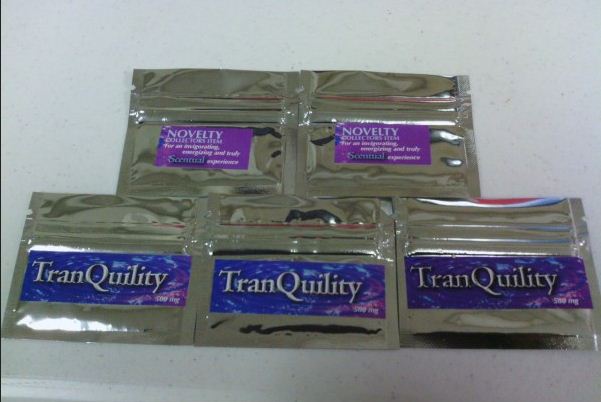 NOVELTY
COLLECTORS ITEM
For an invigorating,
energizing and truly
Scentual experience
NOVELTY
COLLECTORS ITEM
For an invigorating,
energizing and truly
Scentual experience
TranQuility
500 mg
TranQuility
500 mg
TranQuility
500 mg